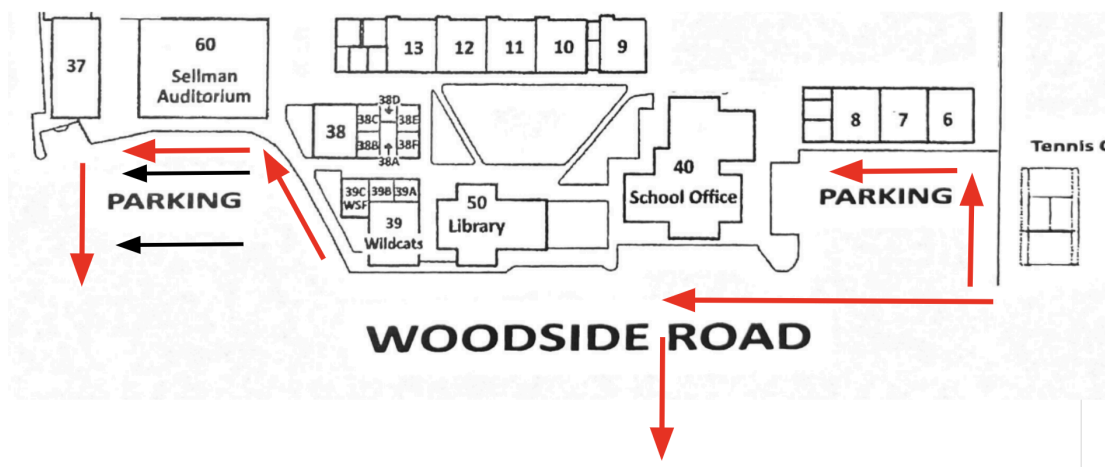 37
60
Sellman
Auditorium
13
12
11
10
9
38
38D
38C
38E
38B
38F
38A
8
7
6
Tennis C
40
School Office
PARKING
PARKING
39C
WSF
39B
39A
39
Wildcats
50
Library
WOODSIDE ROAD